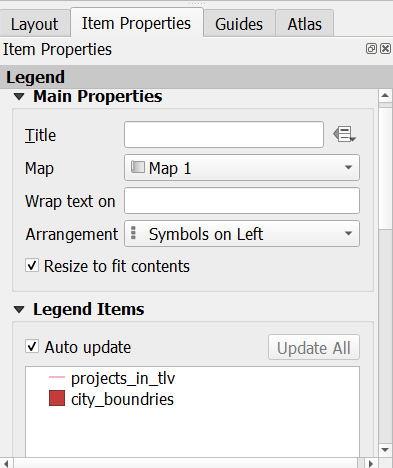 Layout Item Properties Guides Atlas
Item Properties
Legend
Main Properties
Title
Map Map 1
Wrap text on
Arrangement Symbols on Left
Resize to fit contents
Legend Items
Auto update Update All
projects_in_tlv
city_boundries